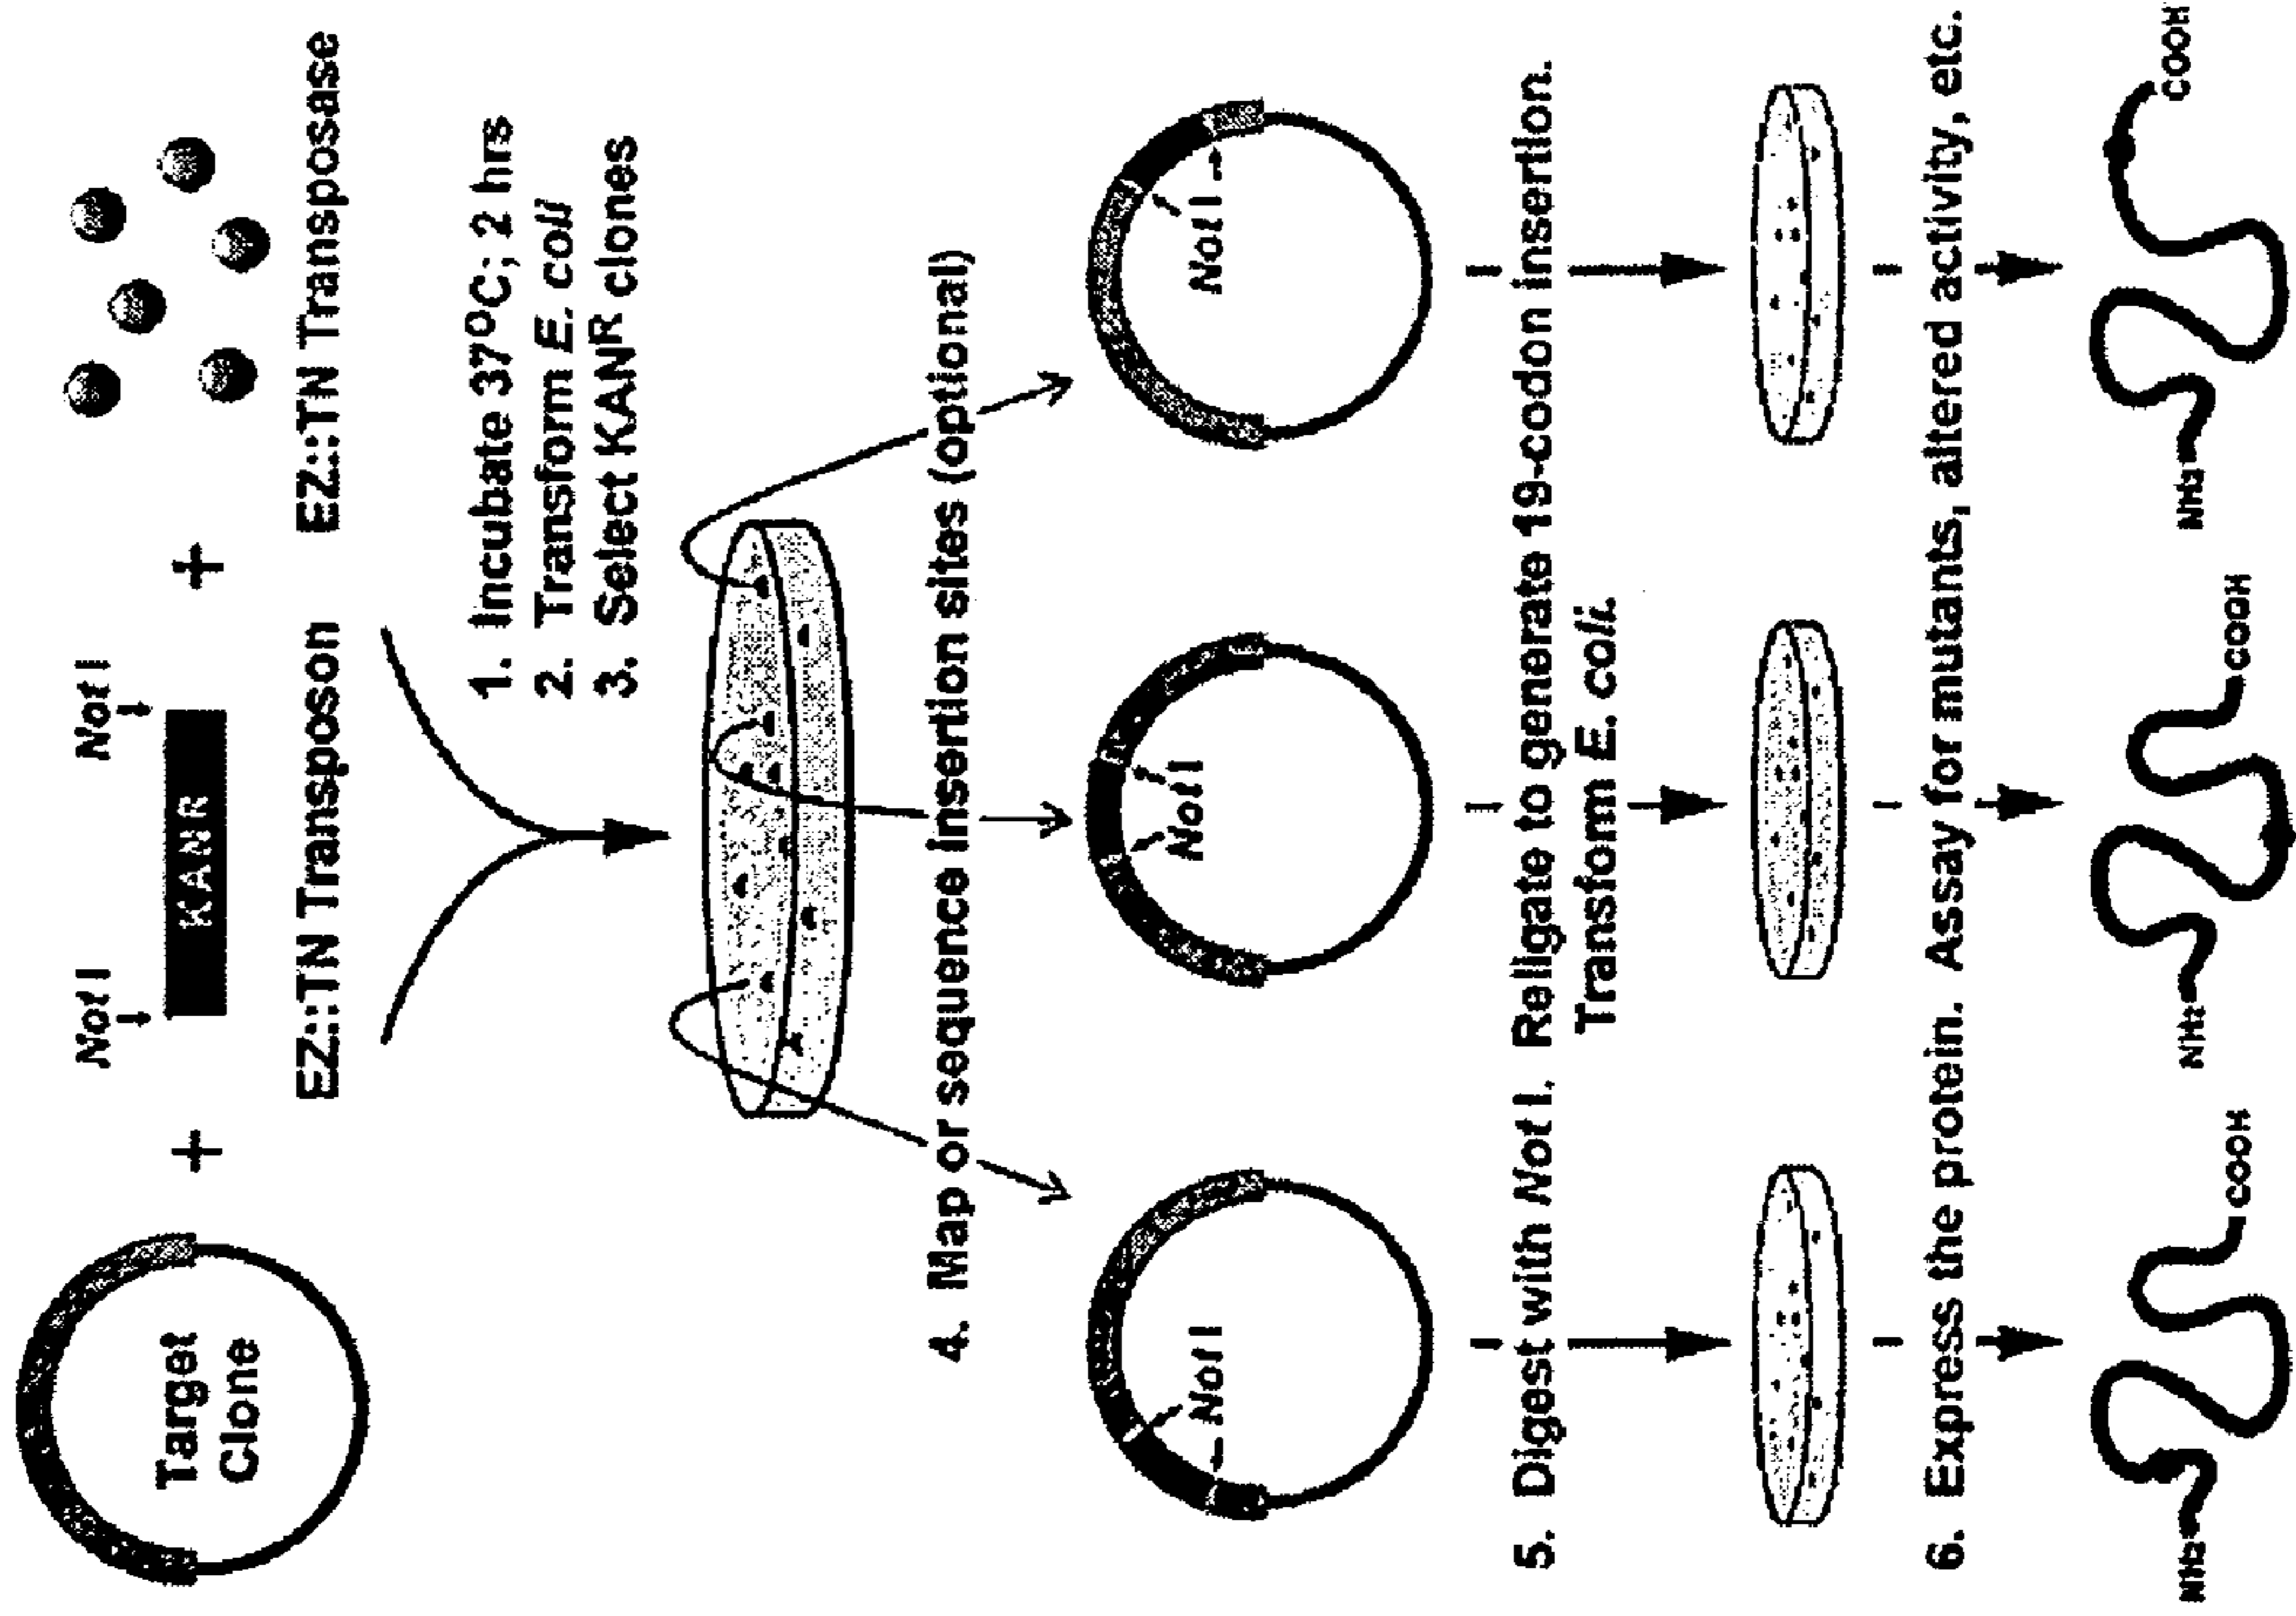 Target
Clone
+
Not I
Not I
KANR
EZ::TN Transposon
+
EZ::TN Transposase
1. Incubate 37ºC; 2 hrs
2. Transform E. coli
3. Select KANᴿ clones
4. Map or sequence insertion sites (optional)
Not I
Not I
Not I
5. Digest with Not I. Religate to generate 19-codon insertion.
Transfom E. coli.
6. Express the protein. Assay for mutants, altered activity, etc.
NH₂
COOH
NH₂
COOH
NH₂
COOH